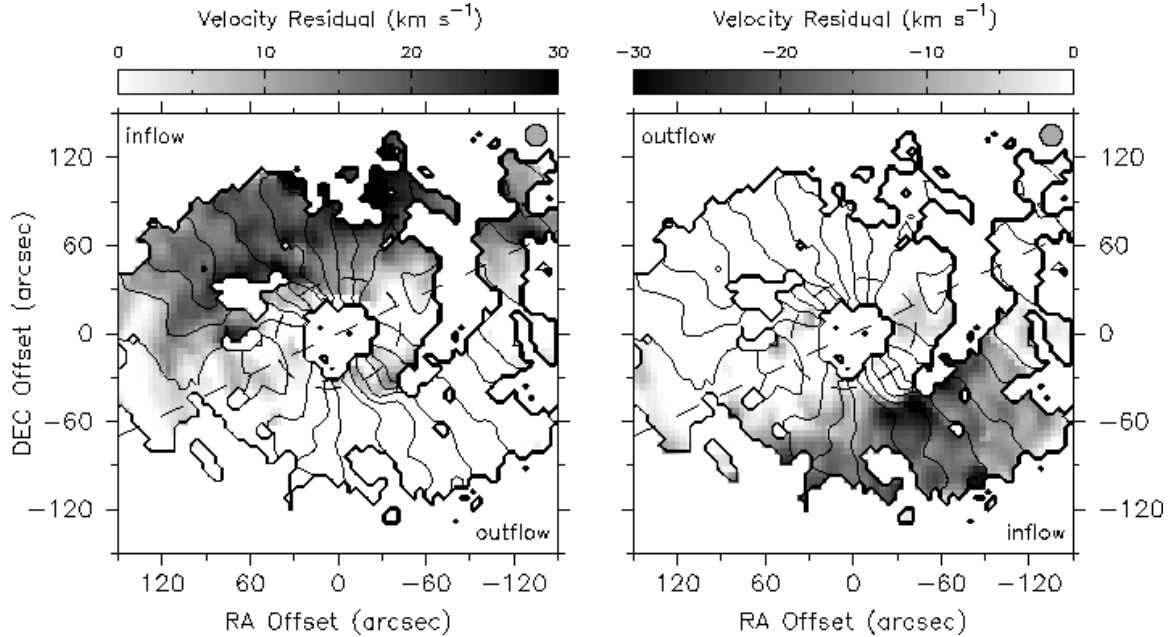 Velocity Residual (km s⁻¹)
0 10 20 30
inflow
120
60
0
−60
−120
DEC Offset (arcsec)
outflow
120 60 0 −60 −120
RA Offset (arcsec)
Velocity Residual (km s⁻¹)
−30 −20 −10 0
outflow
120
60
0
−60
−120
inflow
120 60 0 −60 −120
RA Offset (arcsec)